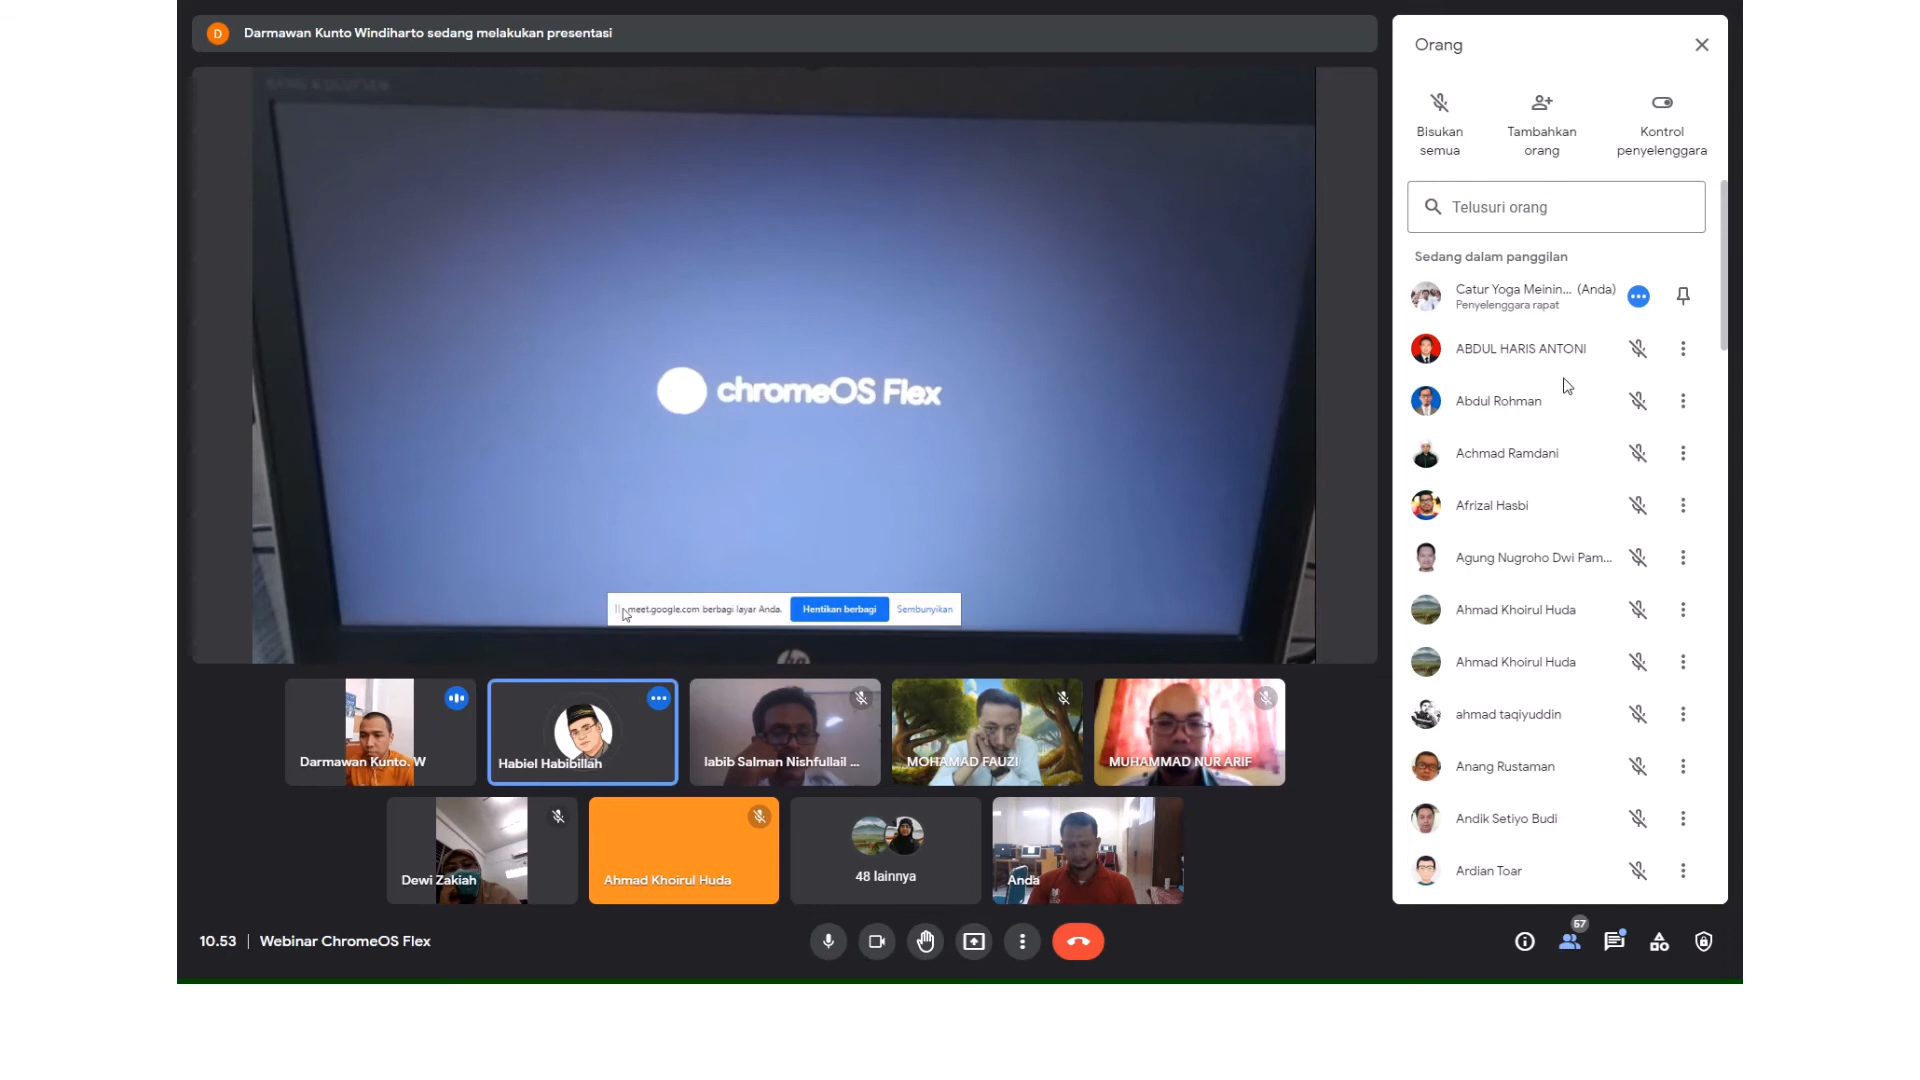 D Darmawan Kunto Windiharto sedang melakukan presentasi
chromeOS Flex
meet.google.com berbagi layar Anda.
Hentikan berbagi
Sembunyikan
hp
Darmawan Kunto. W
Habiel Habibillah
labib Salman Nishfullail ...
MOHAMAD FAUZI
MUHAMMAD NUR ARIF
Dewi Zakiah
Ahmad Khoirul Huda
48 lainnya
Anda
10.53 | Webinar ChromeOS Flex
Orang
Bisukan semua
Tambahkan orang
Kontrol penyelenggara
Telusuri orang
Sedang dalam panggilan
Catur Yoga Meinin... (Anda)
Penyelenggara rapat
ABDUL HARIS ANTONI
Abdul Rohman
Achmad Ramdani
Afrizal Hasbi
Agung Nugroho Dwi Pam...
Ahmad Khoirul Huda
Ahmad Khoirul Huda
ahmad taqiyuddin
Anang Rustaman
Andik Setiyo Budi
Ardian Toar
57